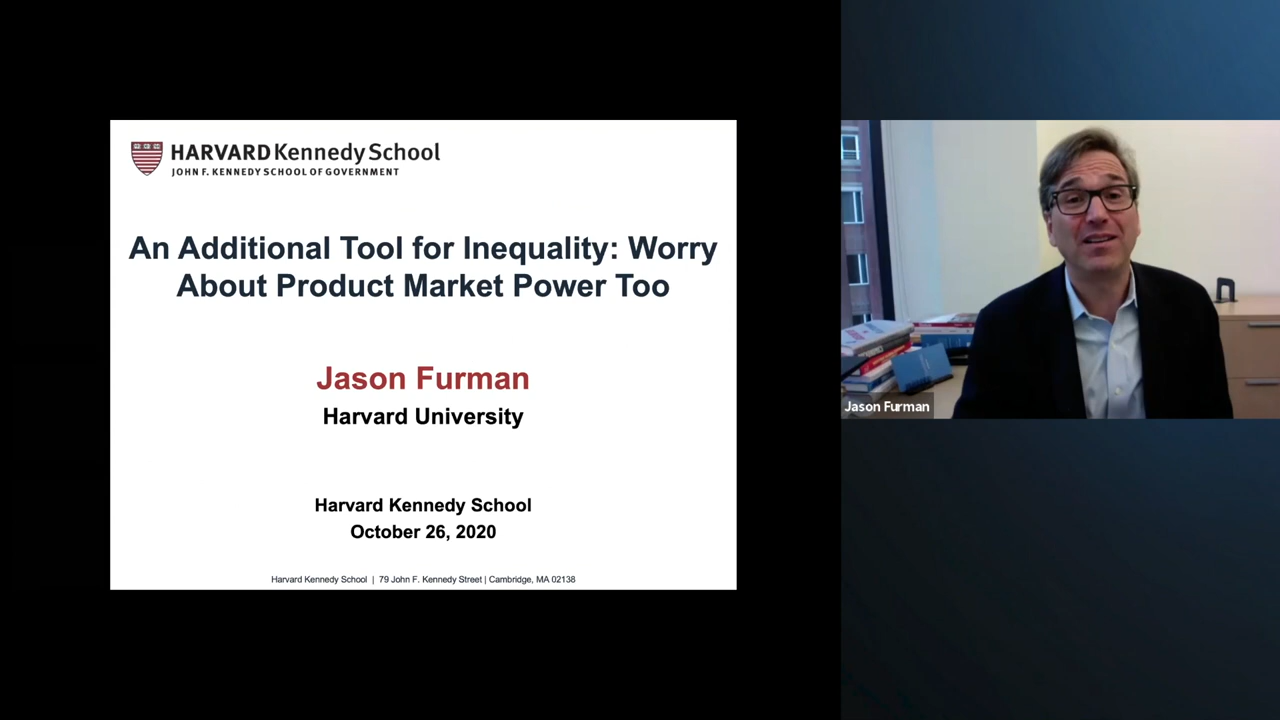 HARVARD Kennedy School
JOHN F. KENNEDY SCHOOL OF GOVERNMENT
An Additional Tool for Inequality: Worry
About Product Market Power Too
Jason Furman
Harvard University
Harvard Kennedy School
October 26, 2020
Harvard Kennedy School | 79 John F. Kennedy Street | Cambridge, MA 02138
Jason Furman